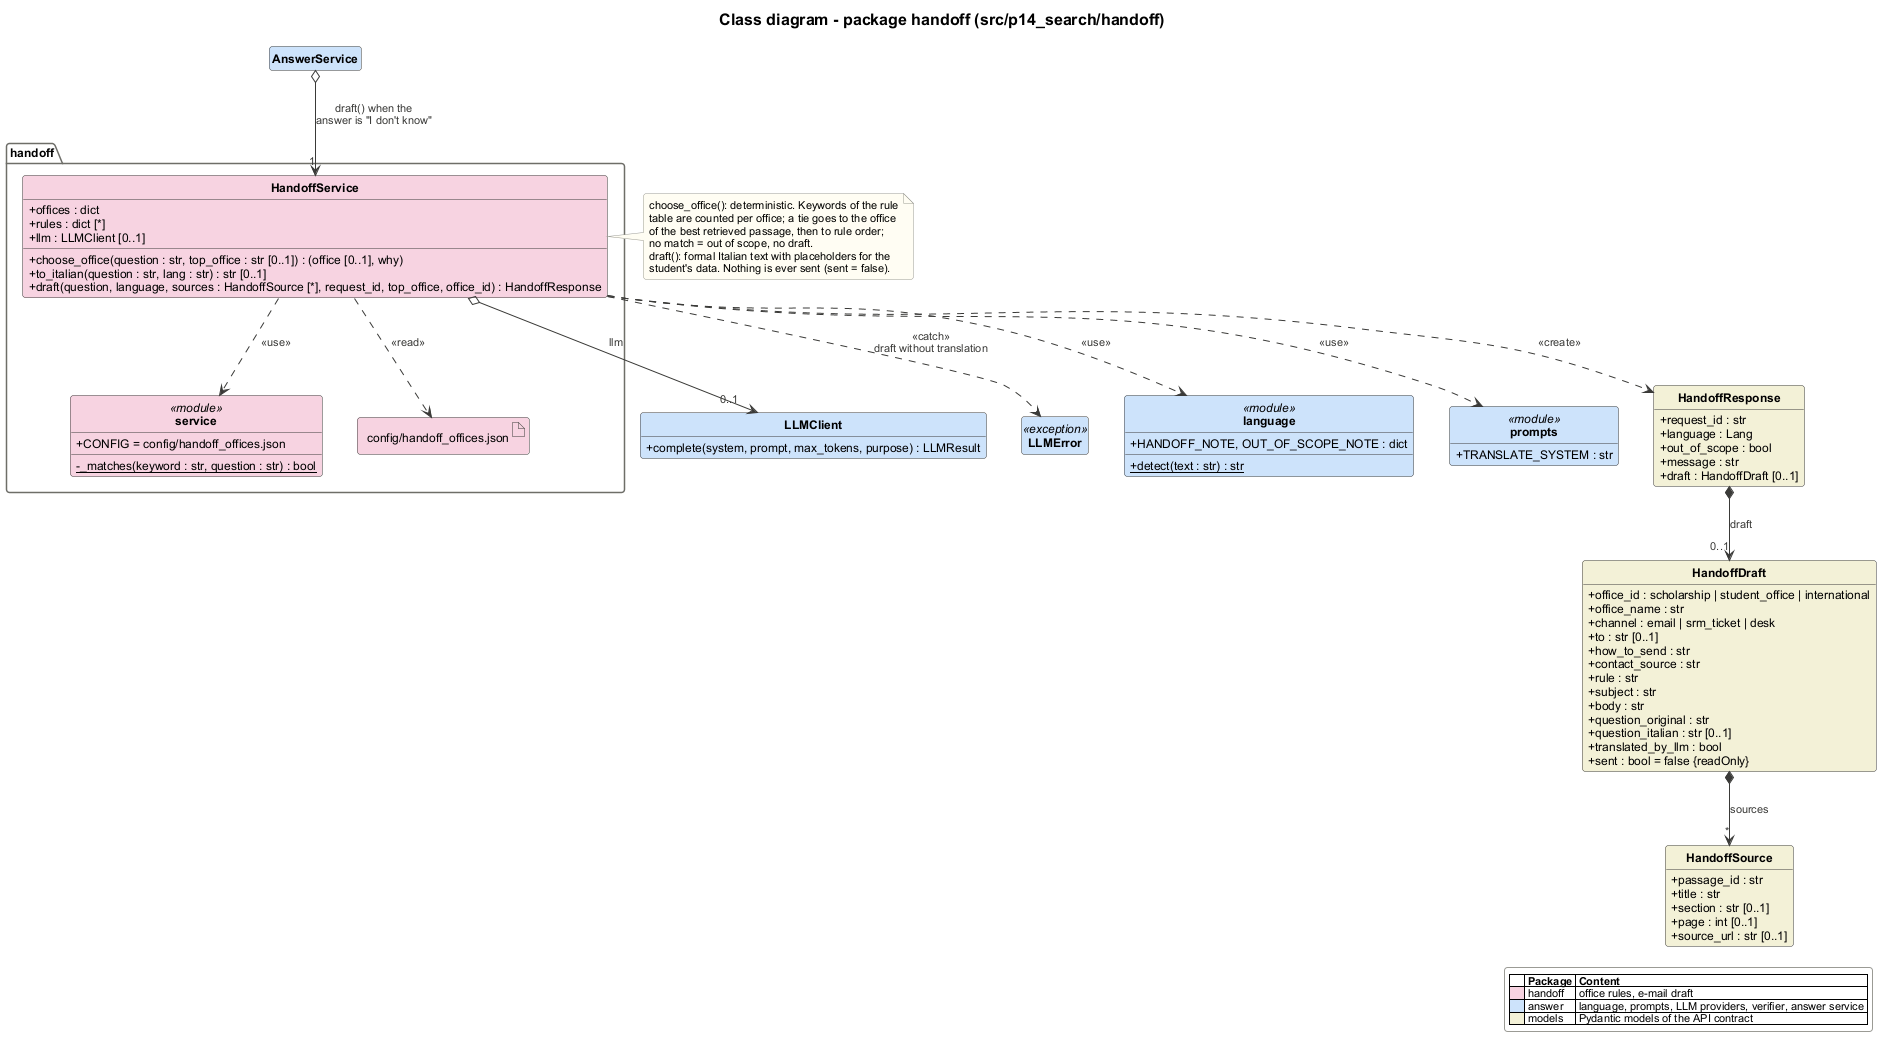 Class diagram - package handoff (src/p14_search/handoff)
AnswerService
draft() when the
answer is "I don't know"
1
handoff
HandoffService
+offices : dict
+rules : dict [*]
+llm : LLMClient [0..1]
+choose_office(question : str, top_office : str [0..1]) : (office [0..1], why)
+to_italian(question : str, lang : str) : str [0..1]
+draft(question, language, sources : HandoffSource [*], request_id, top_office, office_id) : HandoffResponse
choose_office(): deterministic. Keywords of the rule
table are counted per office; a tie goes to the office
of the best retrieved passage, then to rule order;
no match = out of scope, no draft.
draft(): formal Italian text with placeholders for the
student's data. Nothing is ever sent (sent = false).
«use»
«read»
llm
«catch»
draft without translation
«use»
«use»
«create»
0..1
«module»
service
+CONFIG = config/handoff_offices.json
-_matches(keyword : str, question : str) : bool
config/handoff_offices.json
LLMClient
+complete(system, prompt, max_tokens, purpose) : LLMResult
«exception»
LLMError
«module»
language
+HANDOFF_NOTE, OUT_OF_SCOPE_NOTE : dict
+detect(text : str) : str
«module»
prompts
+TRANSLATE_SYSTEM : str
HandoffResponse
+request_id : str
+language : Lang
+out_of_scope : bool
+message : str
+draft : HandoffDraft [0..1]
draft
0..1
HandoffDraft
+office_id : scholarship | student_office | international
+office_name : str
+channel : email | srm_ticket | desk
+to : str [0..1]
+how_to_send : str
+contact_source : str
+rule : str
+subject : str
+body : str
+question_original : str
+question_italian : str [0..1]
+translated_by_llm : bool
+sent : bool = false {readOnly}
sources
*
HandoffSource
+passage_id : str
+title : str
+section : str [0..1]
+page : int [0..1]
+source_url : str [0..1]
Package Content
handoff office rules, e-mail draft
answer language, prompts, LLM providers, verifier, answer service
models Pydantic models of the API contract